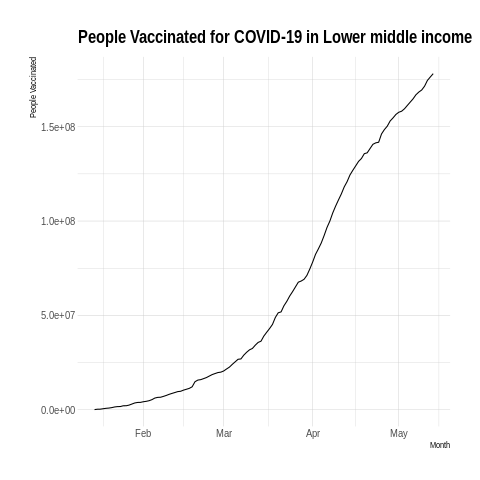 People Vaccinated for COVID-19 in Lower middle income
People Vaccinated
1.5e+08
1.0e+08
5.0e+07
0.0e+00
Feb Mar Apr May
Month